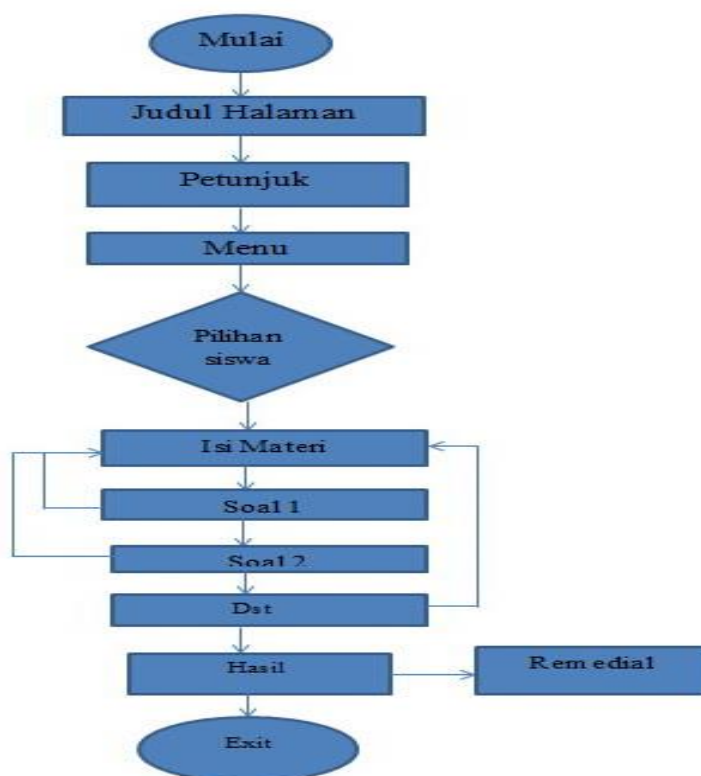 Mulai
Judul Halaman
Petunjuk
Menu
Pilihan
siswa
Isi Materi
Soal 1
Soal 2
Dst
Hasil
Remedial
Exit